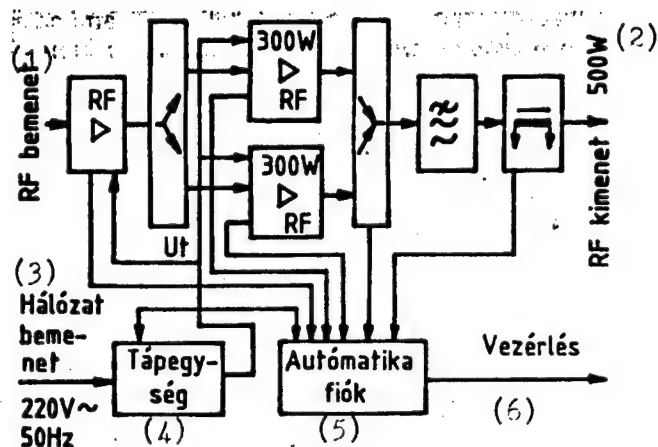 (1)
RF bemenet
RF
300W
RF
300W
RF
500W
(2)
RF kimenet
Ut
(3)
Hálózat
beme-
net
220V~
50Hz
Tápegy-
ség
(4)
Autómatika
fiók
(5)
Vezérlés
(6)